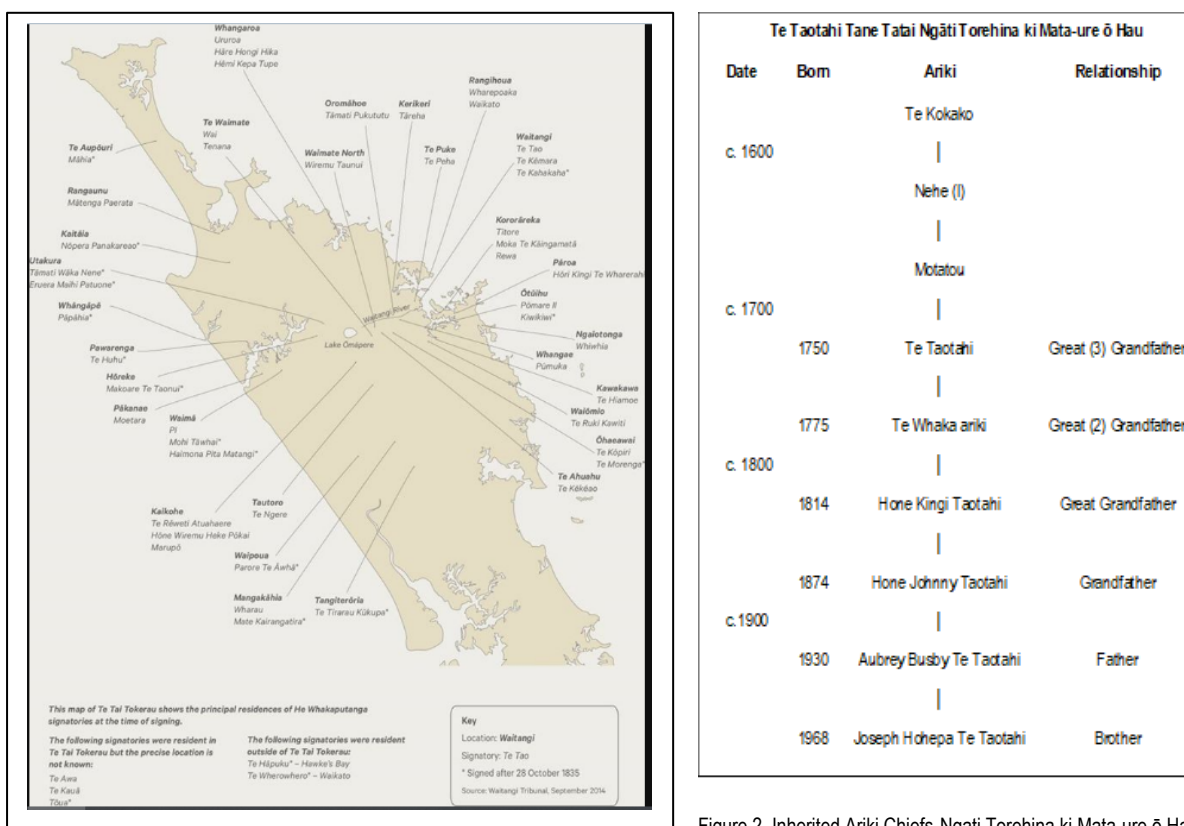 Whangaroa
Ururoa
Hāre Hongi Hika
Hēmi Kepa Tupe
Rangihoua
Wharepoaka
Waikato
Oromāhoe
Tāmati Pukututu
Kerikeri
Tāreha
Te Waimate
Wai
Tenana
Waitangi
Te Tao
Te Kēmara
Te Kahakaha*
Te Aupōuri
Māhia*
Waimate North
Wiremu Taunui
Te Puke
Te Peha
Rangaunu
Mātenga Paerata
Kororāreka
Titore
Moka Te Kāingamatā
Rewa
Kaitāia
Nōpera Panakareao*
Pāroa
Hōri Kingi Te Wharerahi
Utakura
Tāmati Wāka Nene*
Eruera Maihi Patuone*
Ōtūihu
Pōmare II
Kiwikiwi*
Whāngāpē
Pāpāhia*
Waitangi River
Ngaiotonga
Whiwhia
Lake Ōmāpere
Pawarenga
Te Huhu*
Whangae
Pūmuka
Hōreke
Makoare Te Taonui*
Kawakawa
Te Hiamoe
Pākanae
Moetara
Waimā
Pī
Mohi Tāwhai*
Haimona Pita Matangi*
Waiōmio
Te Ruki Kawiti
Ōhaeawai
Te Kōpiri
Te Morenga*
Te Ahuahu
Te Kēkēao
Tautoro
Te Ngere
Kaikohe
Te Rēweti Atuahaere
Hōne Wiremu Heke Pōkai
Marupō
Waipoua
Parore Te Āwhā*
Mangakāhia
Wharau
Mate Kairangatira*
Tangiterōria
Te Tirarau Kūkupa*
This map of Te Tai Tokerau shows the principal residences of He Whakaputanga
signatories at the time of signing.
The following signatories were resident in
Te Tai Tokerau but the precise location is
not known:
Te Awa
Te Kauā
Tōua*
The following signatories were resident
outside of Te Tai Tokerau:
Te Hāpuku* – Hawke's Bay
Te Wherowhero* – Waikato
Key
Location: Waitangi
Signatory: Te Tao
* Signed after 28 October 1835
Source: Waitangi Tribunal, September 2014
Te Taotahi Tane Tatai Ngāti Torehina ki Mata-ure ō Hau
Date Born Ariki Relationship
Te Kokako
c. 1600
Nehe (I)
Motatou
c. 1700
1750 Te Taotahi Great (3) Grandfather
1775 Te Whaka ariki Great (2) Grandfather
c. 1800
1814 Hone Kingi Taotahi Great Grandfather
1874 Hone Johnny Taotahi Grandfather
c.1900
1930 Aubrey Busby Te Taotahi Father
1968 Joseph Hohepa Te Taotahi Brother
Figure 2. Inherited Ariki Chiefs Ngati Torehina ki Mata-ure ō